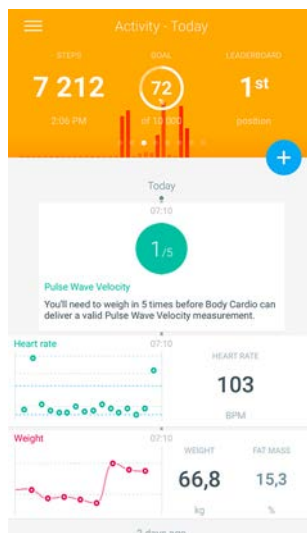 Activity - Today
STEPS
GOAL
LEADERBOARD
7 212
72
1st
2:06 PM
of 10 000
position
+
Today
07:10
1/5
Pulse Wave Velocity
You'll need to weigh in 5 times before Body Cardio can
deliver a valid Pulse Wave Velocity measurement.
Heart rate
07:10
HEART RATE
103
BPM
Weight
07:10
WEIGHT
FAT MASS
66,8
15,3
kg
%
2 days ago